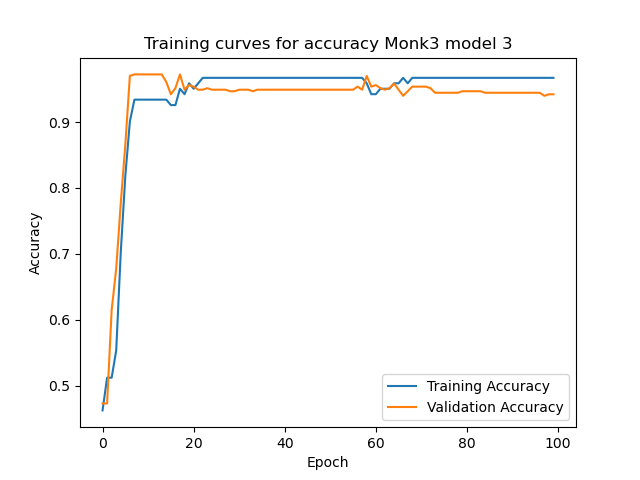 Training curves for accuracy Monk3 model 3
Accuracy
0.9
0.8
0.7
0.6
0.5
0 20 40 60 80 100
Epoch
Training Accuracy
Validation Accuracy